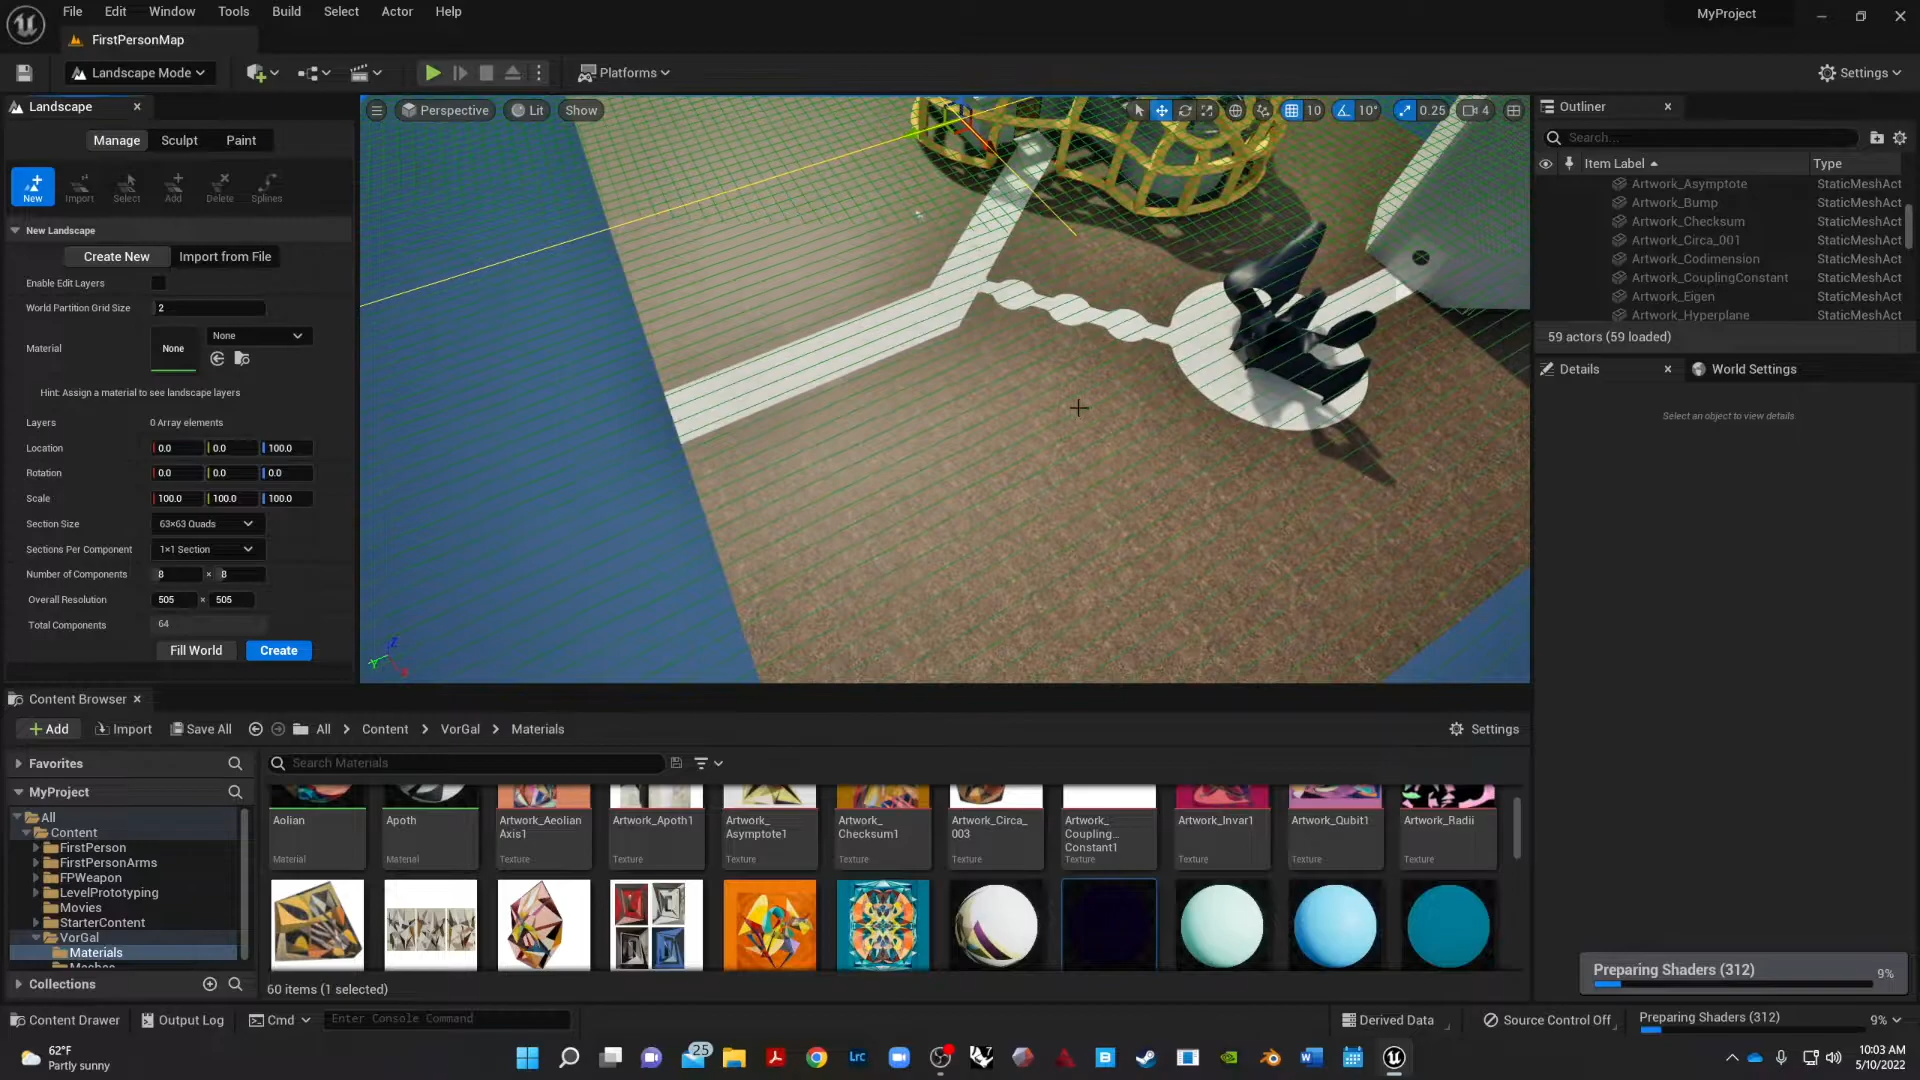 File Edit Window Tools Build Select Actor Help
MyProject
FirstPersonMap
Landscape Mode
Platforms
Settings
Landscape
Perspective Lit Show
10 10° 0.25 4
Outliner
Manage Sculpt Paint
Search...
Item Label Type
New Import Select Add Delete Splines
Artwork_Asymptote StaticMeshAct
Artwork_Bump StaticMeshAct
Artwork_Checksum StaticMeshAct
Artwork_Circa_001 StaticMeshAct
Artwork_Codimension StaticMeshAct
Artwork_CouplingConstant StaticMeshAct
Artwork_Eigen StaticMeshAct
Artwork_Hyperplane StaticMeshAct
59 actors (59 loaded)
Details World Settings
Select an object to view details
New Landscape
Create New Import from File
Enable Edit Layers
World Partition Grid Size 2
Material None None
Hint: Assign a material to see landscape layers
Layers 0 Array elements
Location 0.0 0.0 100.0
Rotation 0.0 0.0 0.0
Scale 100.0 100.0 100.0
Section Size 63×63 Quads
Sections Per Component 1×1 Section
Number of Components 8 × 8
Overall Resolution 505 × 505
Total Components 64
Fill World Create
Z
Y
Content Browser
Add Import Save All All > Content > VorGal > Materials Settings
Favorites
Search Materials
MyProject
All
Content
FirstPerson
FirstPersonArms
FPWeapon
LevelPrototyping
Movies
StarterContent
VorGal
Materials
Meshes
Collections
Aolian
Material
Apoth
Material
Artwork_Aeolian
Axis1
Texture
Artwork_Apoth1
Texture
Artwork_
Asymptote1
Texture
Artwork_
Checksum1
Texture
Artwork_Circa_
003
Texture
Artwork_
Coupling_
Constant1
Texture
Artwork_Invar1
Texture
Artwork_Qubit1
Texture
Artwork_Radii
Texture
60 items (1 selected)
Preparing Shaders (312)
9%
Content Drawer Output Log Cmd Enter Console Command Derived Data Source Control Off Preparing Shaders (312) 9%
62°F
Partly sunny
25
Lrc
10:03 AM
5/10/2022